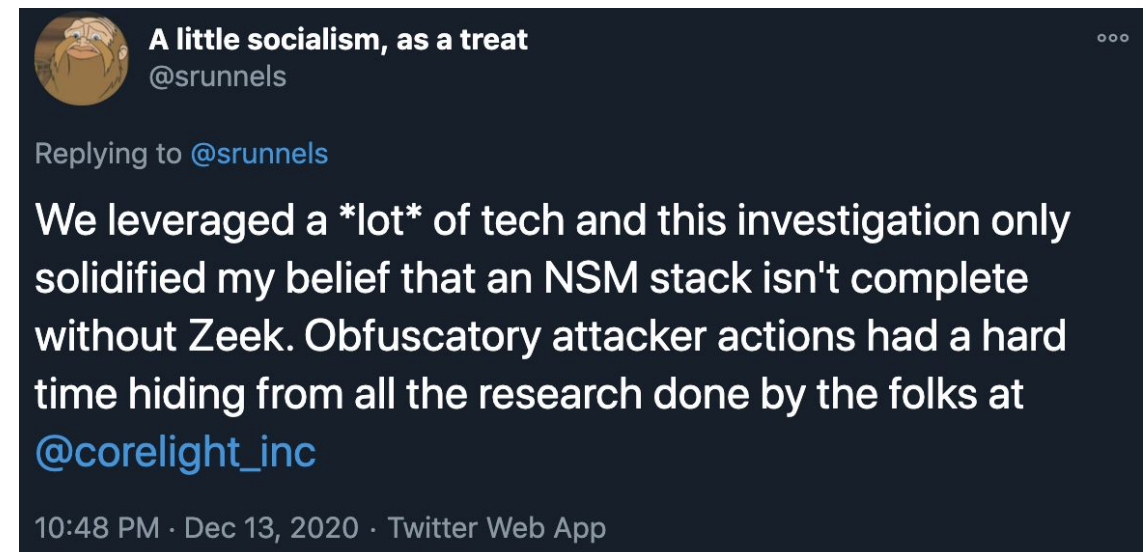 A little socialism, as a treat
@srunnels
Replying to @srunnels
We leveraged a *lot* of tech and this investigation only
solidified my belief that an NSM stack isn't complete
without Zeek. Obfuscatory attacker actions had a hard
time hiding from all the research done by the folks at
@corelight_inc
10:48 PM · Dec 13, 2020 · Twitter Web App